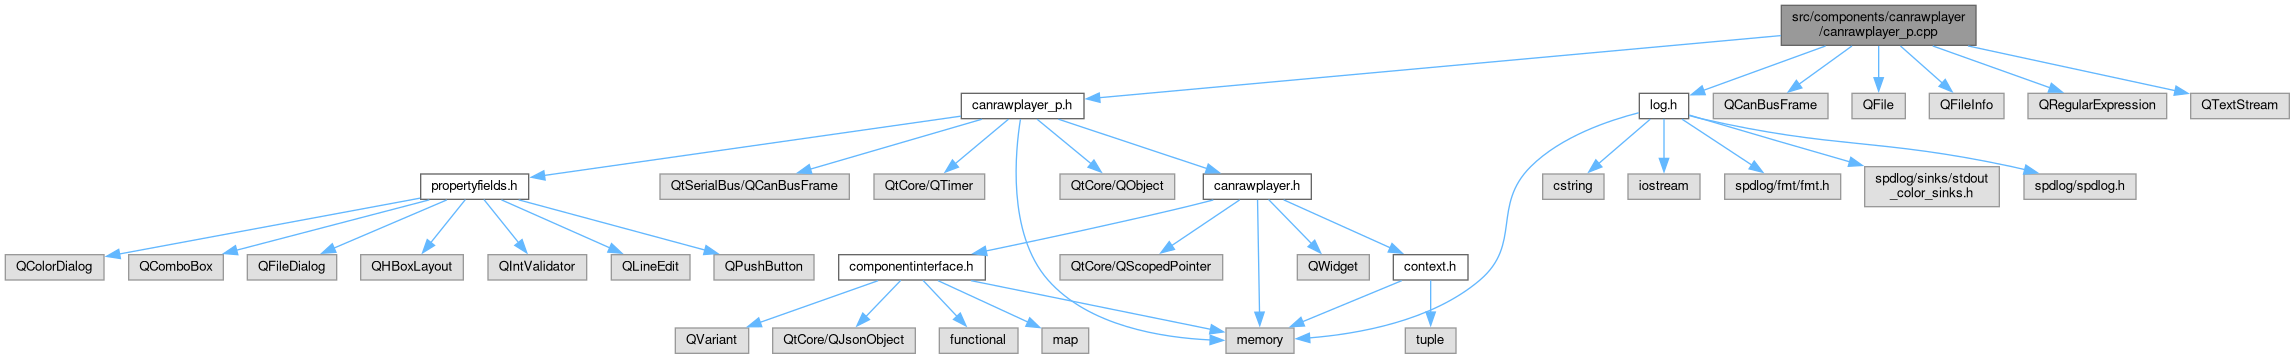 src/components/canrawplayer
/canrawplayer_p.cpp
canrawplayer_p.h
log.h
QCanBusFrame
QFile
QFileInfo
QRegularExpression
QTextStream
propertyfields.h
QtSerialBus/QCanBusFrame
QtCore/QTimer
QtCore/QObject
canrawplayer.h
cstring
iostream
spdlog/fmt/fmt.h
spdlog/sinks/stdout
_color_sinks.h
spdlog/spdlog.h
QColorDialog
QComboBox
QFileDialog
QHBoxLayout
QIntValidator
QLineEdit
QPushButton
componentinterface.h
QtCore/QScopedPointer
QWidget
context.h
QVariant
QtCore/QJsonObject
functional
map
memory
tuple